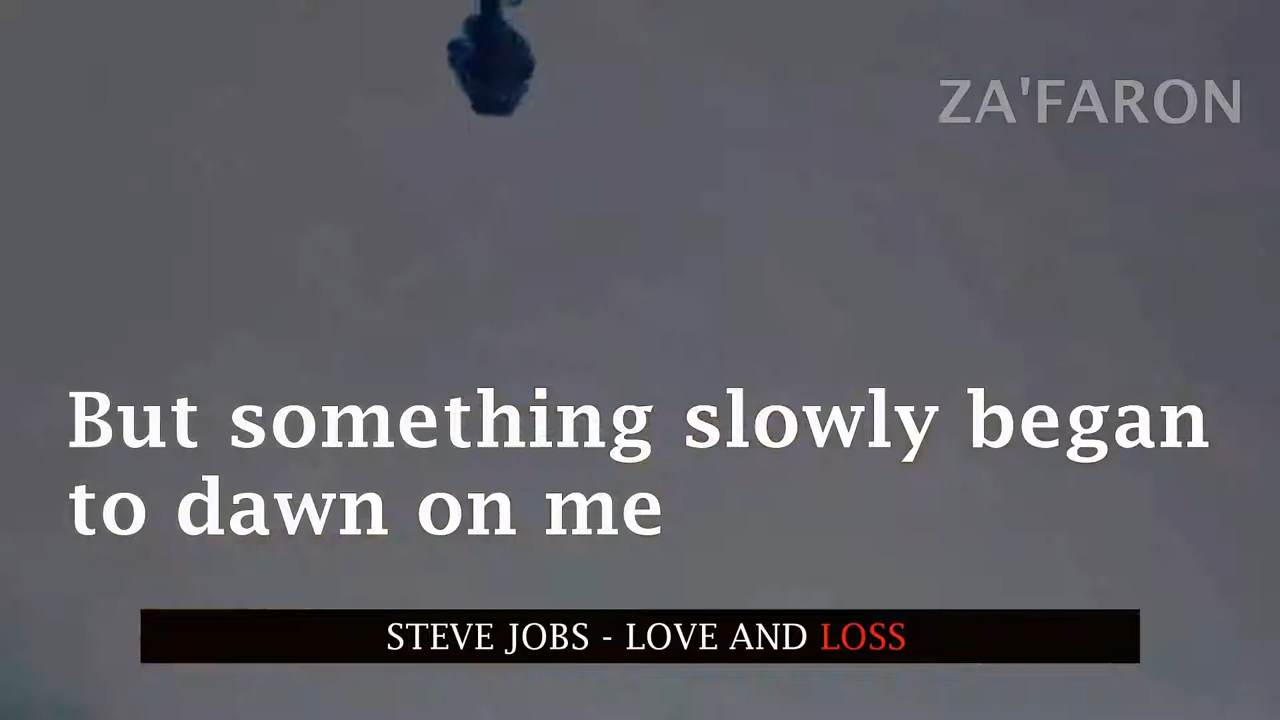 ZA'FARON
But something slowly began
to dawn on me
STEVE JOBS - LOVE AND LOSS